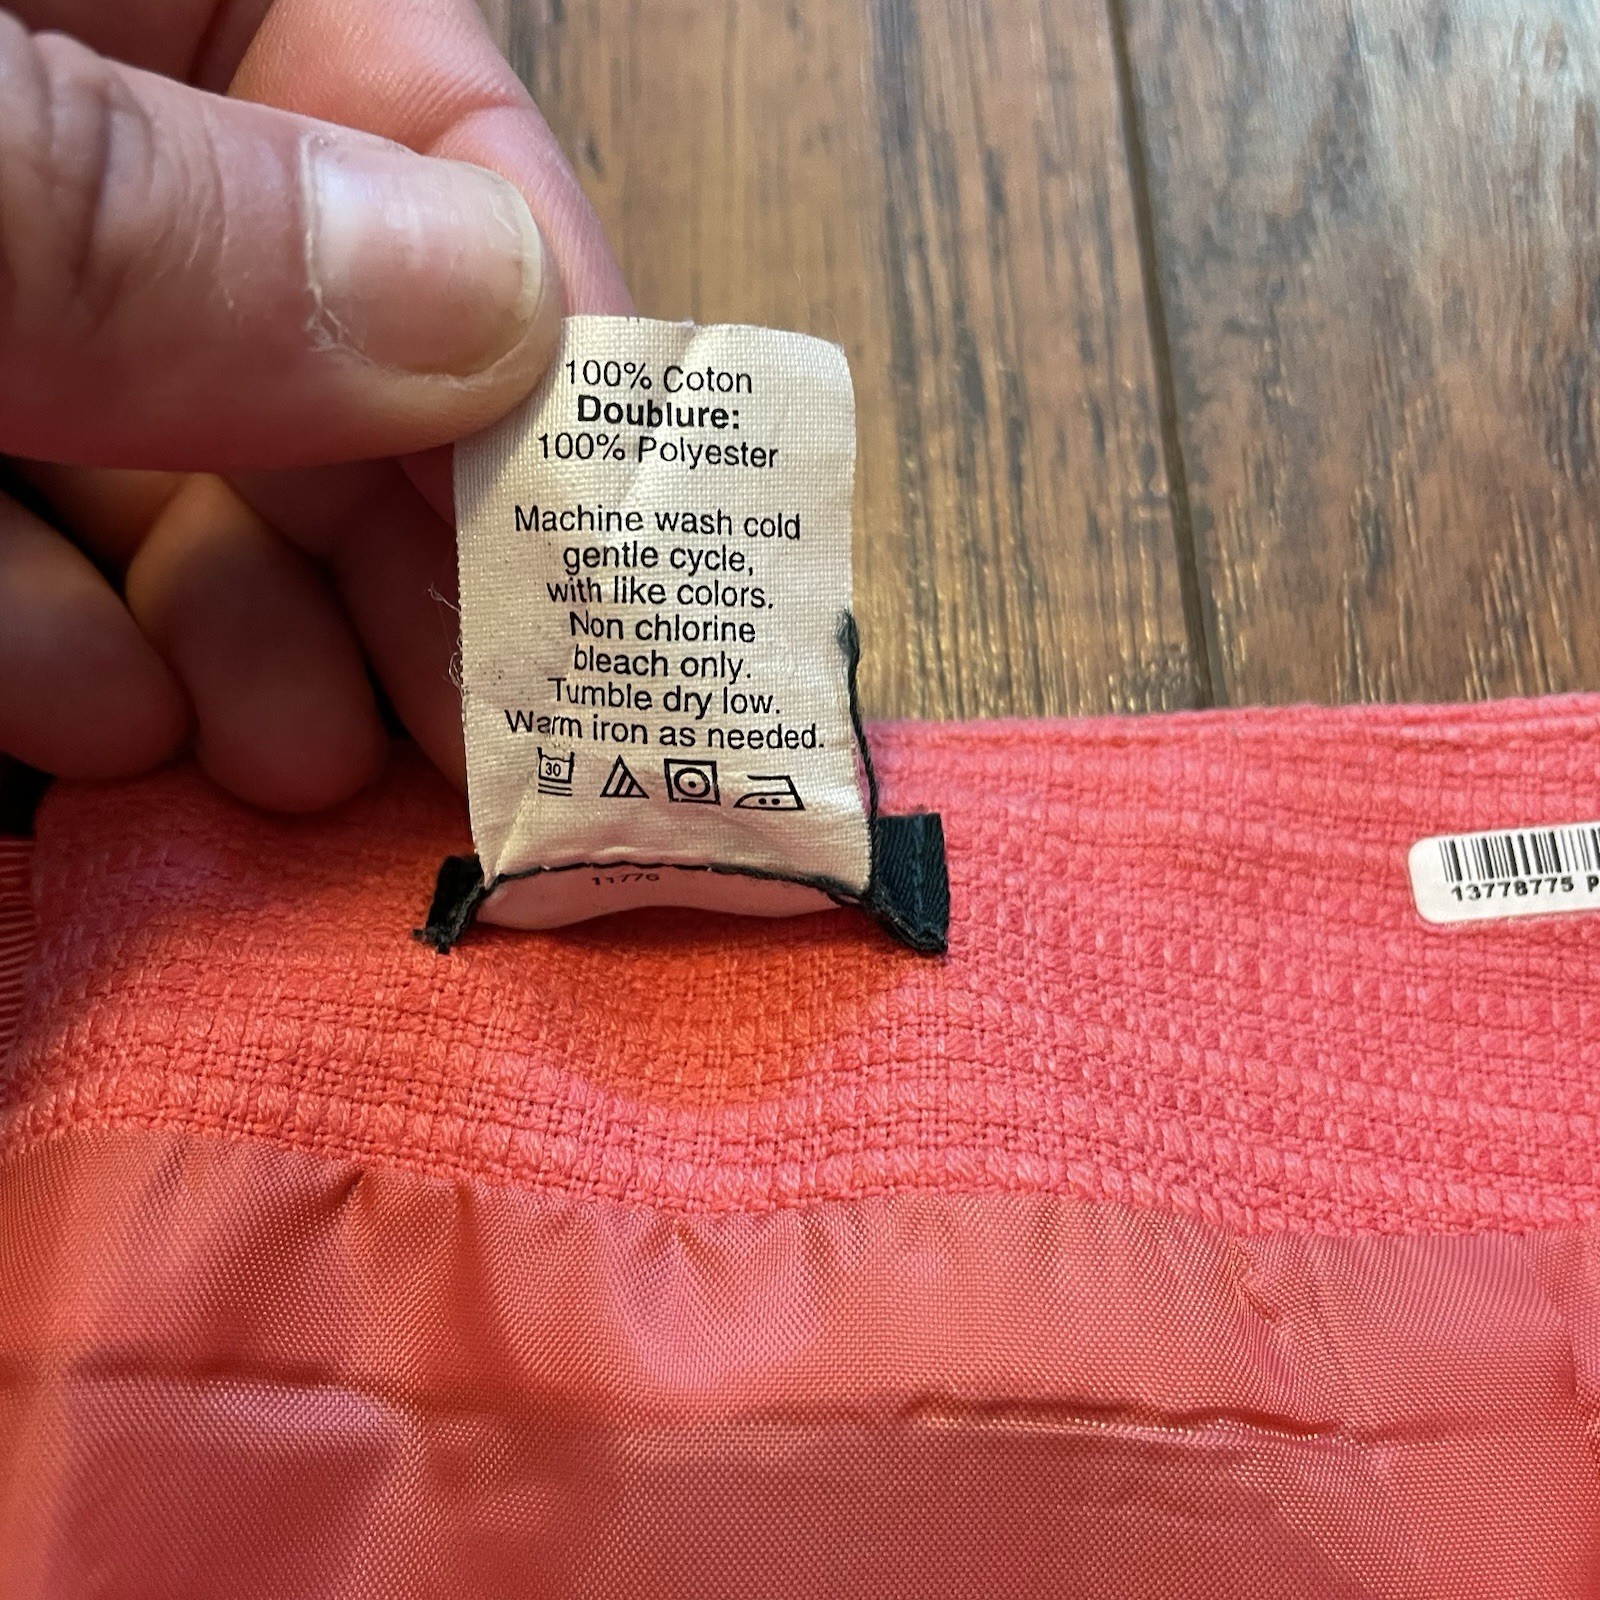 100% Coton
Doublure:
100% Polyester
Machine wash cold
gentle cycle,
with like colors.
Non chlorine
bleach only.
Tumble dry low.
Warm iron as needed.
30
11776
13778775 P